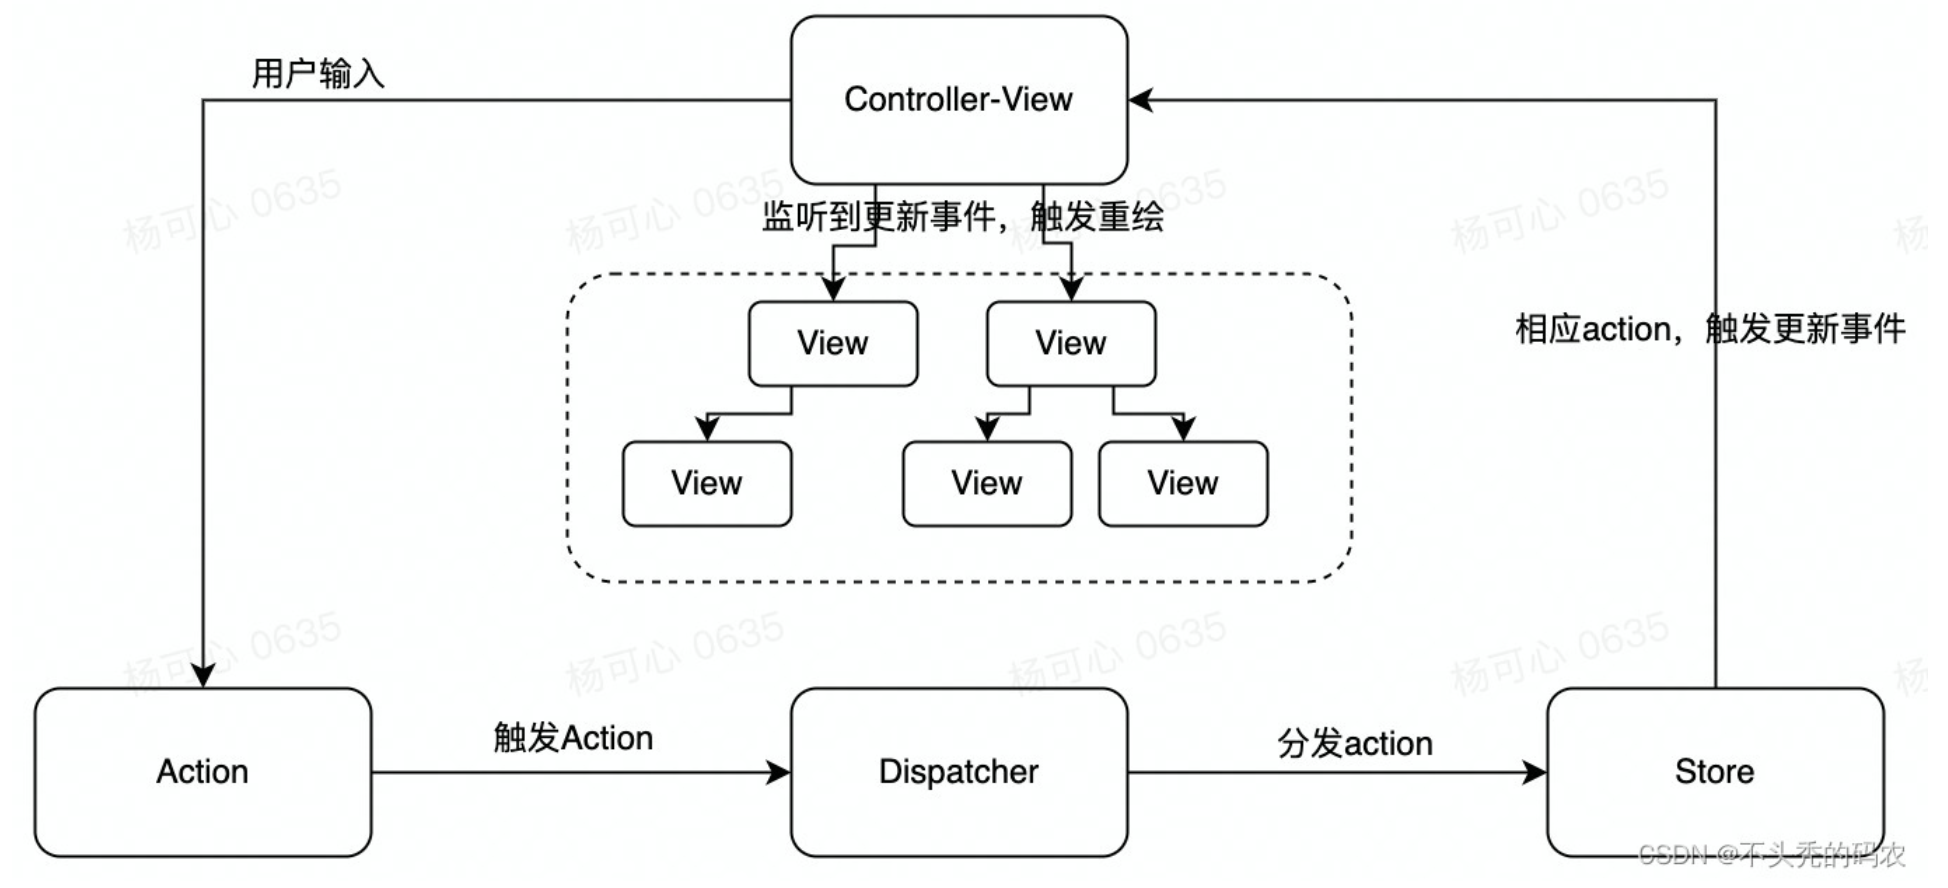 用户输入
Controller-View
杨可心 0635
杨可心 0635
杨可心 0635
杨可心 0635
杨
监听到更新事件，触发重绘
View
View
相应action，触发更新事件
View
View
View
杨可心 0635
杨可心 0635
杨可心 0635
杨可心 0635
杨
Action
触发Action
Dispatcher
分发action
Store
CSDN @不头秃的码农